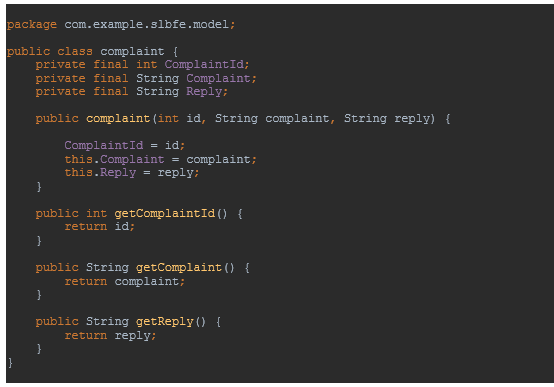 package com.example.slbfe.model;
public class complaint {
private final int ComplaintId;
private final String Complaint;
private final String Reply;
public complaint(int id, String complaint, String reply) {
ComplaintId = id;
this.Complaint = complaint;
this.Reply = reply;
}
public int getComplaintId() {
return id;
}
public String getComplaint() {
return complaint;
}
public String getReply() {
return reply;
}
}